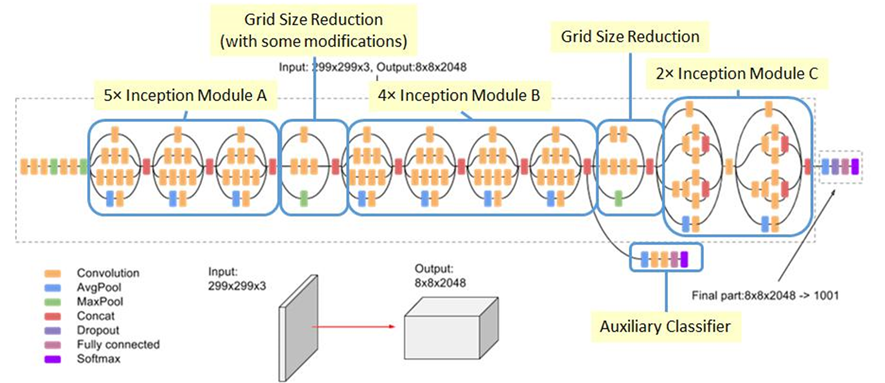 Grid Size Reduction
(with some modifications)
Grid Size Reduction
Input: 299x299x3, Output:8x8x2048
5× Inception Module A
4× Inception Module B
2× Inception Module C
Convolution
AvgPool
MaxPool
Concat
Dropout
Fully connected
Softmax
Input:
299x299x3
Output:
8x8x2048
Auxiliary Classifier
Final part:8x8x2048 -> 1001